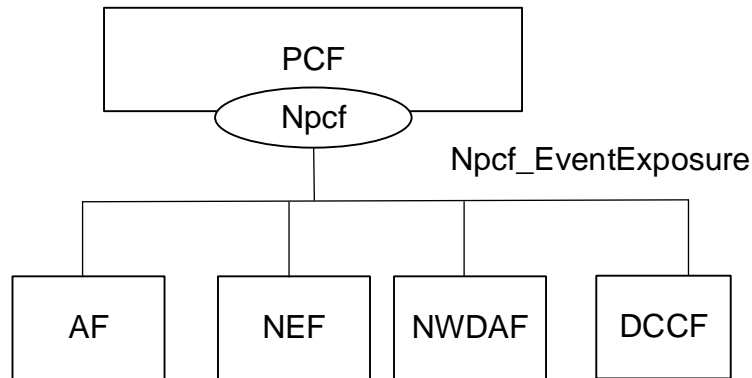 PCF
Npcf
Npcf_EventExposure
AF
NEF
NWDAF
DCCF